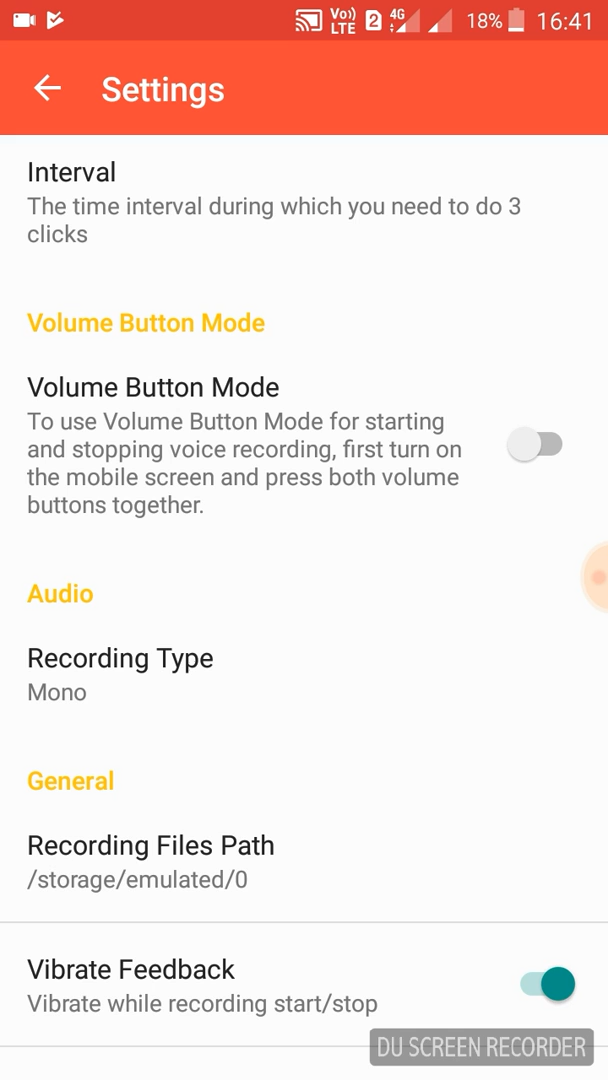 Vo) LTE 2 4G 18% 16:41
Settings
Interval
The time interval during which you need to do 3
clicks
Volume Button Mode
Volume Button Mode
To use Volume Button Mode for starting
and stopping voice recording, first turn on
the mobile screen and press both volume
buttons together.
Audio
Recording Type
Mono
General
Recording Files Path
/storage/emulated/0
Vibrate Feedback
Vibrate while recording start/stop
DU SCREEN RECORDER